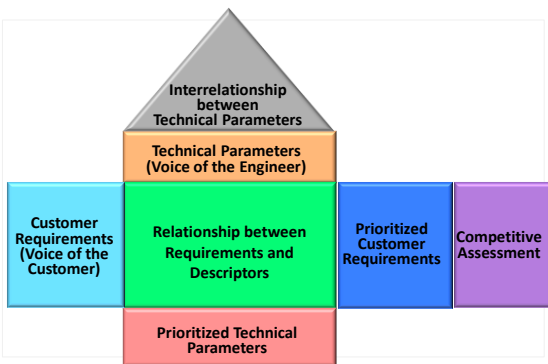 Interrelationship
between
Technical Parameters
Technical Parameters
(Voice of the Engineer)
Customer
Requirements
(Voice of the
Customer)
Relationship between
Requirements and
Descriptors
Prioritized
Customer
Requirements
Competitive
Assessment
Prioritized Technical
Parameters